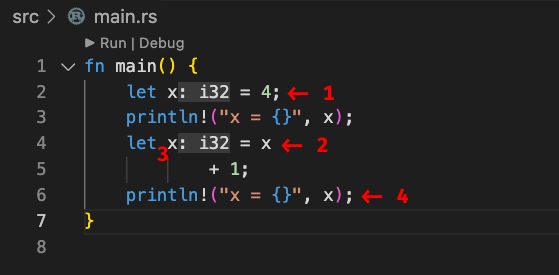 src > main.rs
Run | Debug
1 fn main() {
2 let x: i32 = 4; ← 1
3 println!("x = {}", x);
4 let x: i32 = x ← 2
3
5 + 1;
6 println!("x = {}", x); ← 4
7 }
8